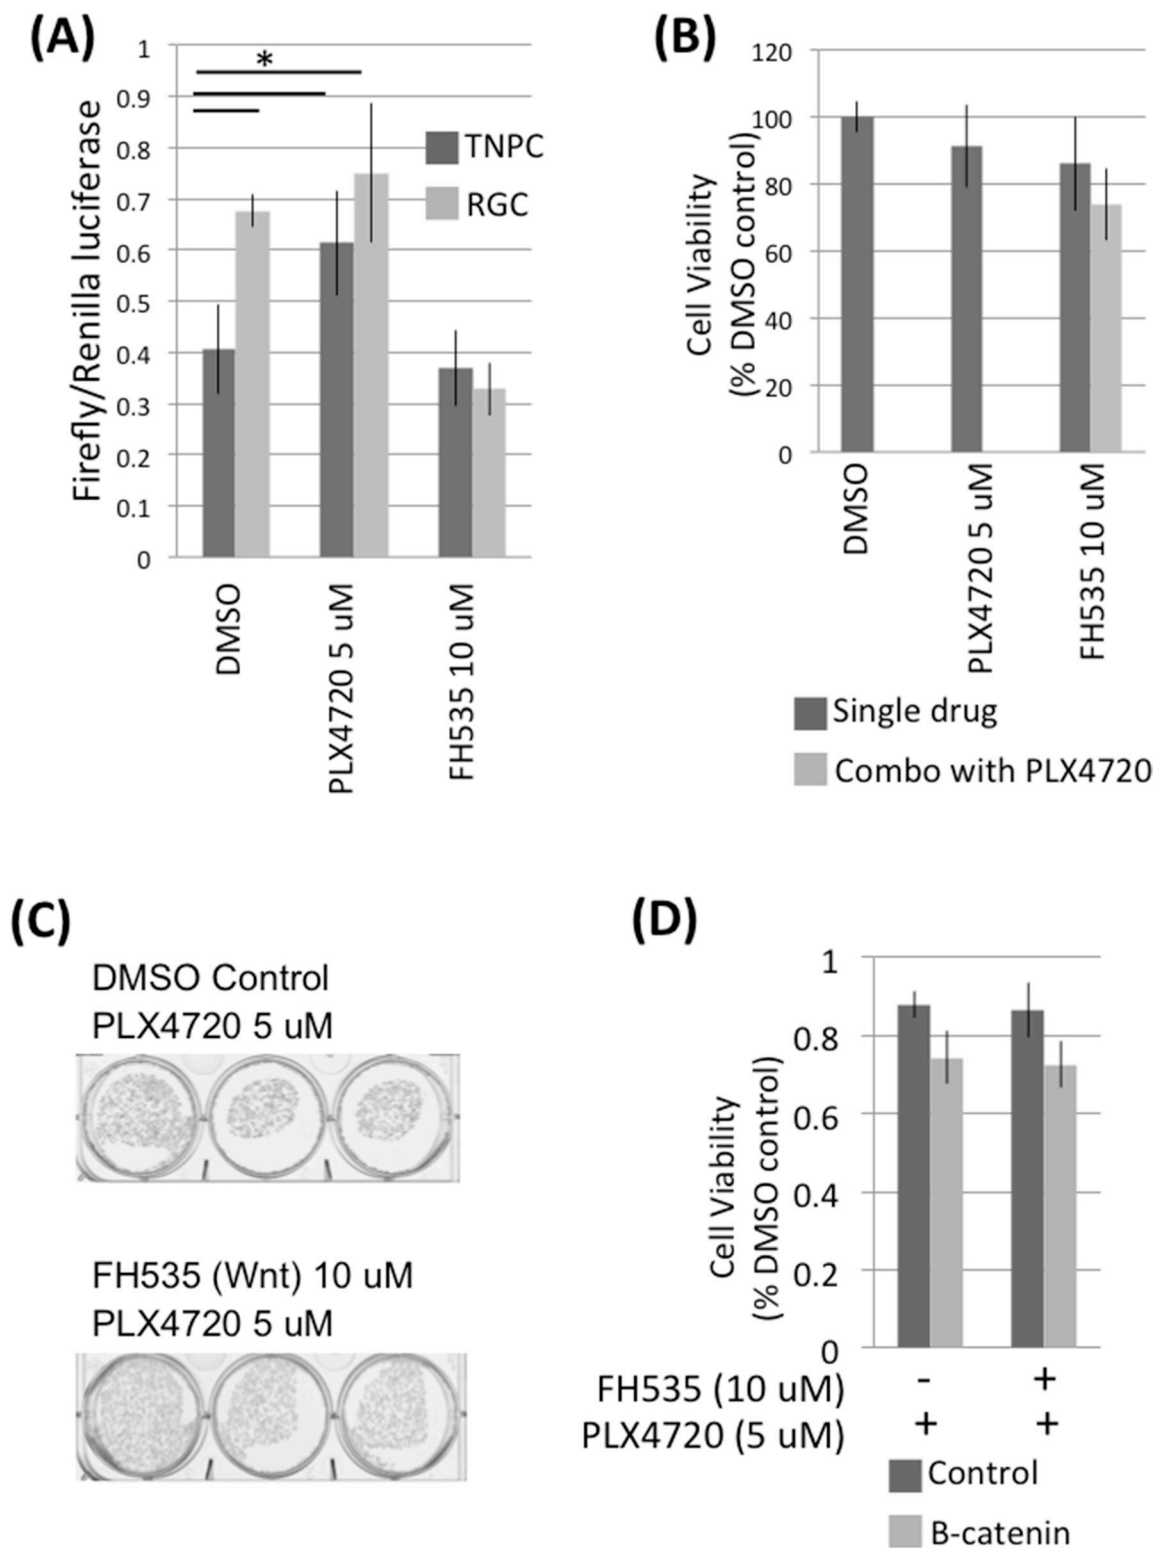 (A)
1
0.9
0.8
0.7
0.6
0.5
0.4
0.3
0.2
0.1
0
Firefly/Renilla luciferase
*
TNPC
RGC
DMSO
PLX4720 5 uM
FH535 10 uM
(B)
120
100
80
60
40
20
0
Cell Viability
(% DMSO control)
DMSO
PLX4720 5 uM
FH535 10 uM
Single drug
Combo with PLX4720
(C)
DMSO Control
PLX4720 5 uM
FH535 (Wnt) 10 uM
PLX4720 5 uM
(D)
1
0.8
0.6
0.4
0.2
0
Cell Viability
(% DMSO control)
FH535 (10 uM) - +
PLX4720 (5 uM) + +
Control
B-catenin